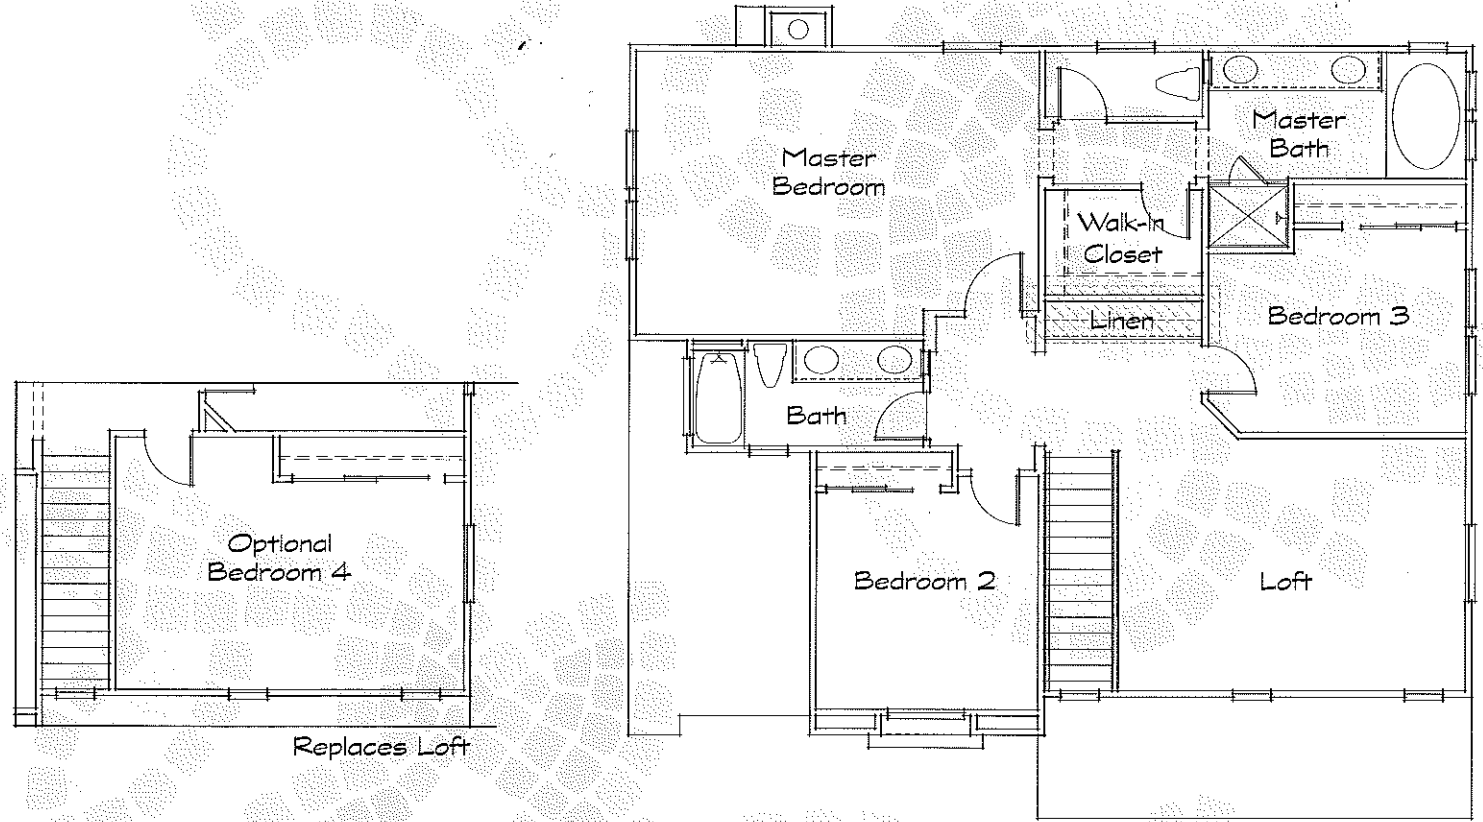 Master
Bedroom
Master
Bath
Walk-In
Closet
Linen
Bedroom 3
Bath
Bedroom 2
Loft
Optional
Bedroom 4
Replaces Loft